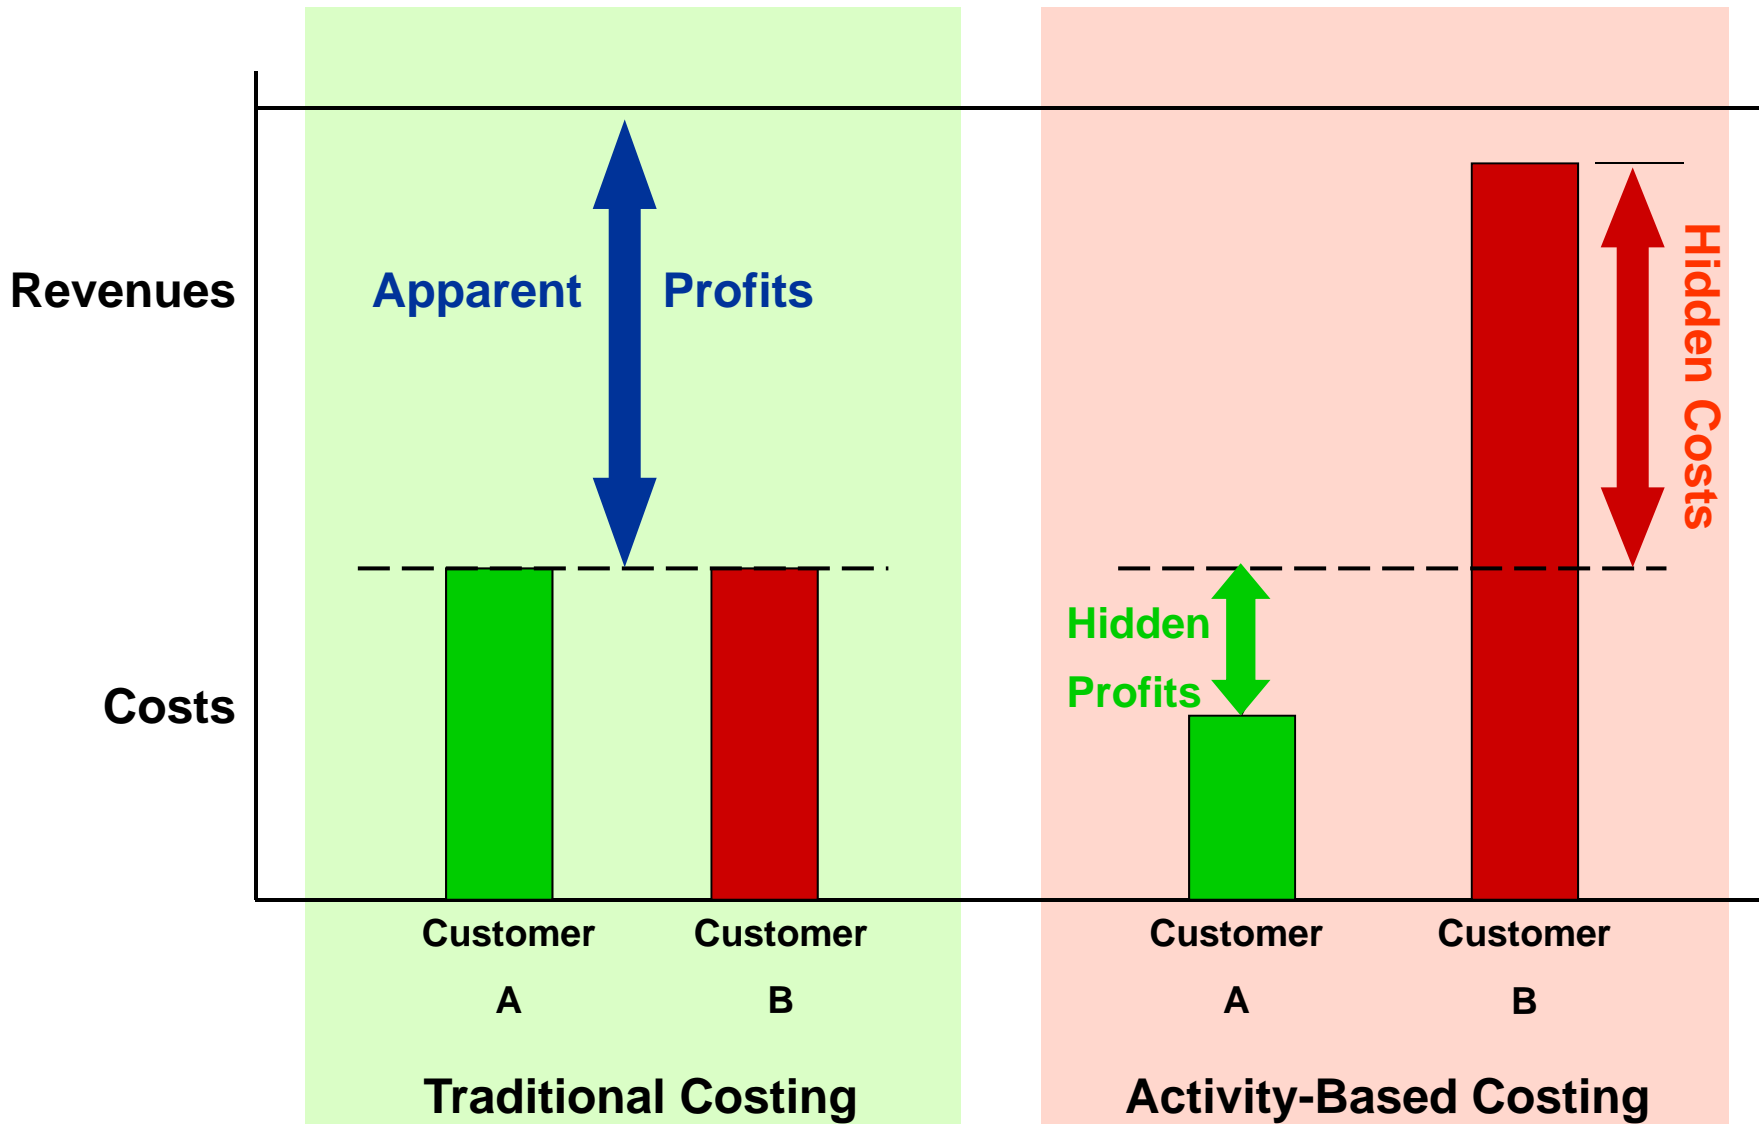 Revenues
Apparent Profits
Hidden Costs
Hidden
Profits
Costs
Customer Customer Customer Customer
A B A B
Traditional Costing Activity-Based Costing